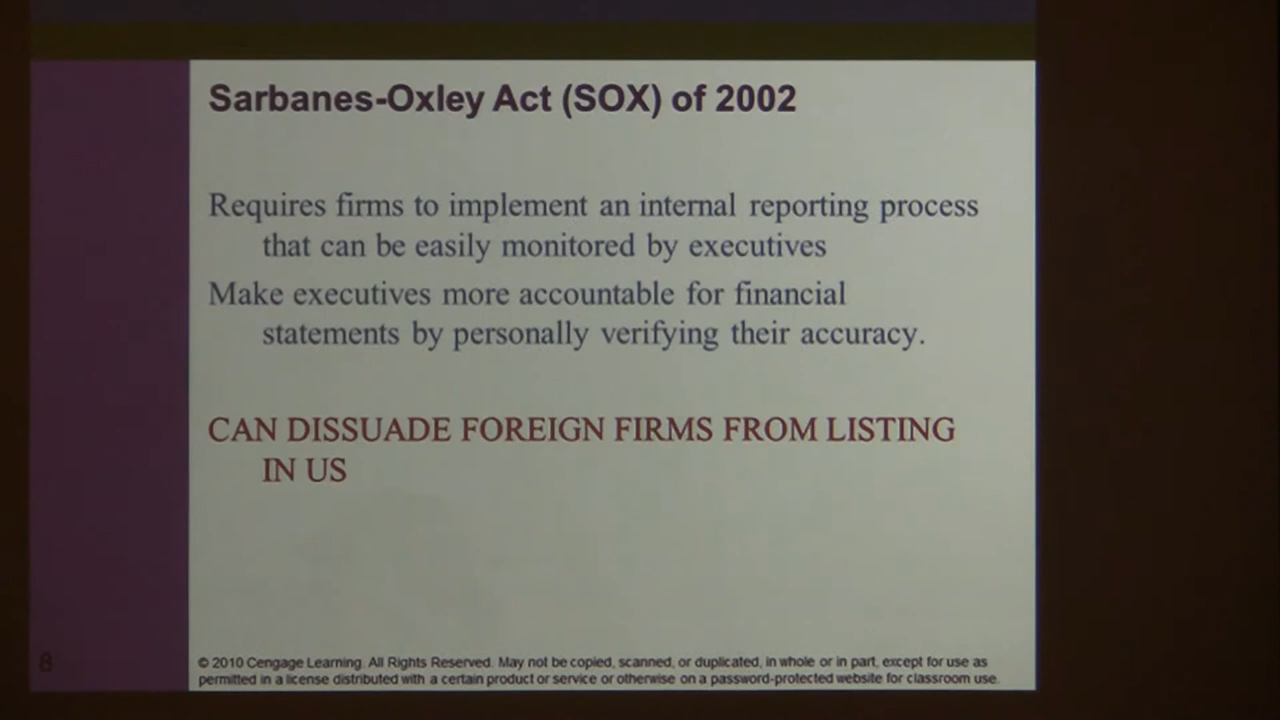 Sarbanes-Oxley Act (SOX) of 2002
Requires firms to implement an internal reporting process
that can be easily monitored by executives
Make executives more accountable for financial
statements by personally verifying their accuracy.
CAN DISSUADE FOREIGN FIRMS FROM LISTING
IN US
8
© 2010 Cengage Learning. All Rights Reserved. May not be copied, scanned, or duplicated, in whole or in part, except for use as
permitted in a license distributed with a certain product or service or otherwise on a password-protected website for classroom use.